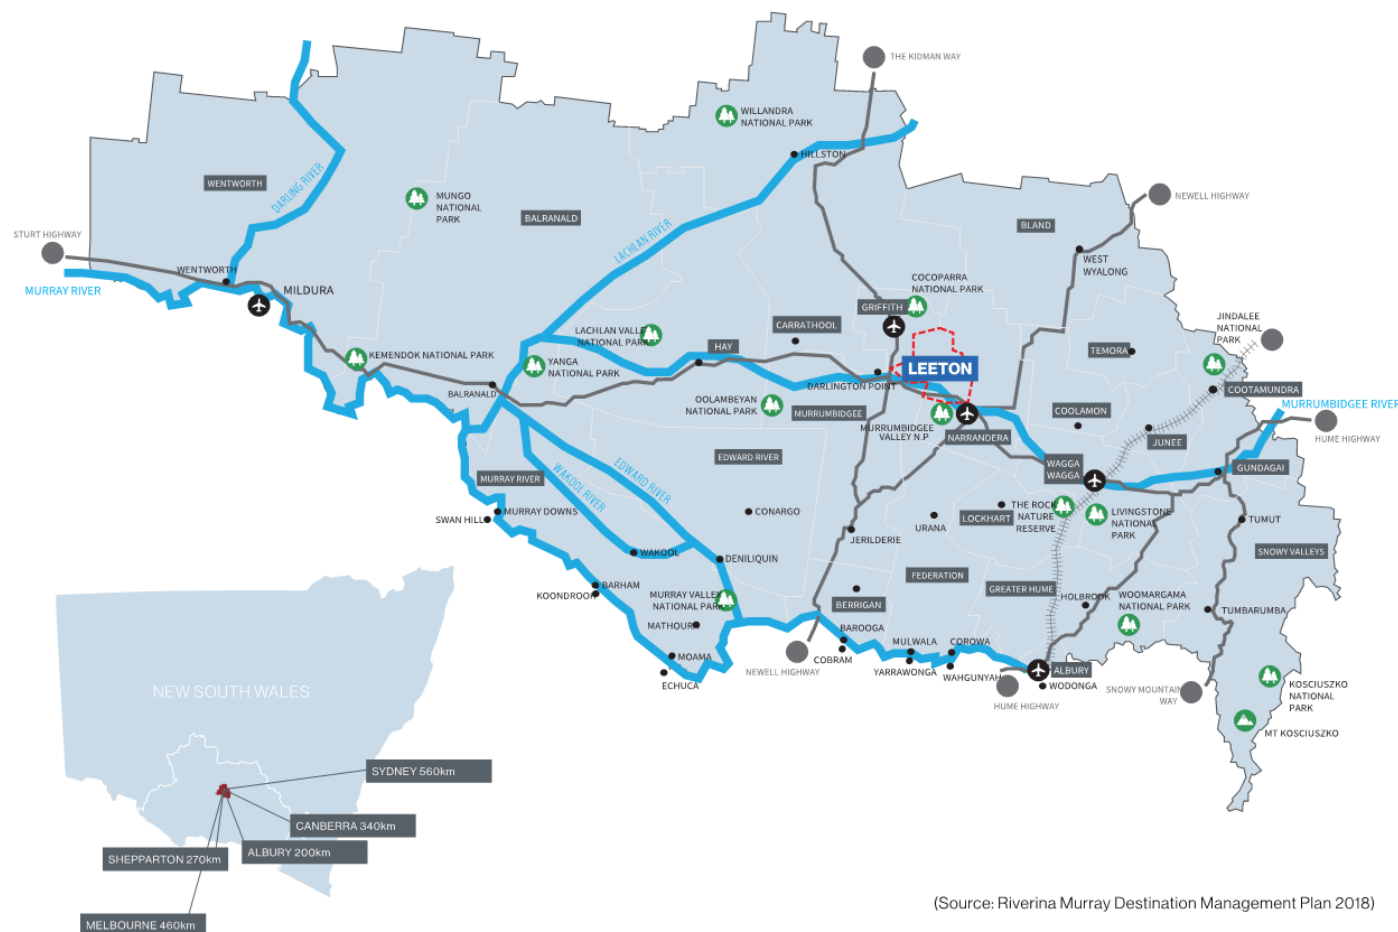 THE KIDMAN WAY
WILLANDRA
NATIONAL PARK
HILLSTON
WENTWORTH
DARLING RIVER
MUNGO
NATIONAL
PARK
BALRANALD
LACHLAN RIVER
BLAND
NEWELL HIGHWAY
STURT HIGHWAY
WENTWORTH
MURRAY RIVER
MILDURA
WEST
WYALONG
COCOPARRA
NATIONAL PARK
GRIFFITH
CARRATHOOL
LACHLAN VALLEY
NATIONAL PARK
JINDALEE
NATIONAL
PARK
KEMENDOK NATIONAL PARK
YANGA
NATIONAL PARK
HAY
TEMORA
LEETON
BALRANALD
DARLINGTON POINT
COOTAMUNDRA
OOLAMBEYAN
NATIONAL PARK
MURRUMBIDGEE
MURRUMBIDGEE
VALLEY N.P
NARRANDERA
COOLAMON
MURRUMBIDGEE RIVER
HUME HIGHWAY
JUNEE
EDWARD RIVER
WAGGA
WAGGA
GUNDAGAI
MURRAY RIVER
WAKOOL RIVER
EDWARD RIVER
SWAN HILL
MURRAY DOWNS
CONARGO
LOCKHART
THE ROCK
NATURE
RESERVE
LIVINGSTONE
NATIONAL
PARK
URANA
TUMUT
JERILDERIE
WAKOOL
DENILIQUIN
SNOWY VALLEYS
FEDERATION
BARHAM
KOONDROOK
MURRAY VALLEY
NATIONAL PARK
GREATER HUME
HOLBROOK
WOOMARGAMA
NATIONAL PARK
BERRIGAN
TUMBARUMBA
MATHOURA
BAROOGA
MULWALA
COROWA
MOAMA
COBRAM
NEWELL HIGHWAY
YARRAWONGA
WAHGUNYAH
ALBURY
ECHUCA
WODONGA
HUME HIGHWAY
SNOWY MOUNTAIN
WAY
KOSCIUSZKO
NATIONAL
PARK
MT KOSCIUSZKO
NEW SOUTH WALES
SYDNEY 560km
CANBERRA 340km
ALBURY 200km
SHEPPARTON 270km
MELBOURNE 460km
(Source: Riverina Murray Destination Management Plan 2018)